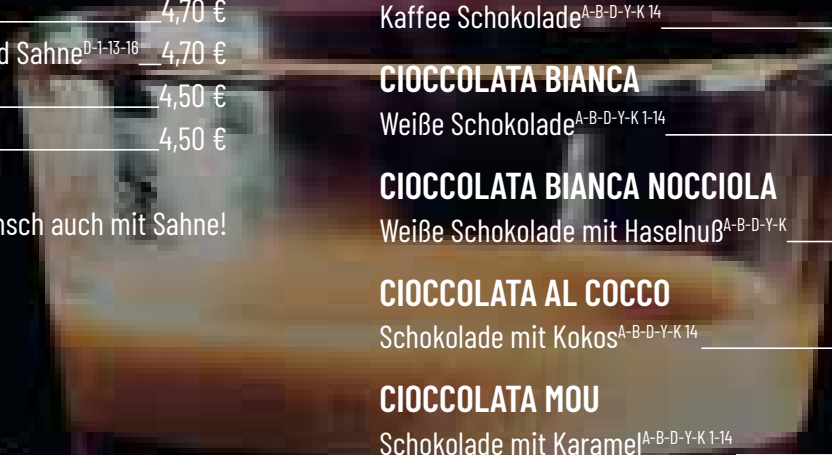 4,70 €
d Sahne D-1-13-16 4,70 €
4,50 €
4,50 €
nsch auch mit Sahne!
Kaffee Schokolade A-B-D-Y-K 14
CIOCCOLATA BIANCA
Weiße Schokolade A-B-D-Y-K 1-14
CIOCCOLATA BIANCA NOCCIOLA
Weiße Schokolade mit Haselnuß A-B-D-Y-K
CIOCCOLATA AL COCCO
Schokolade mit Kokos A-B-D-Y-K 14
CIOCCOLATA MOU
Schokolade mit Karamel A-B-D-Y-K 1-14